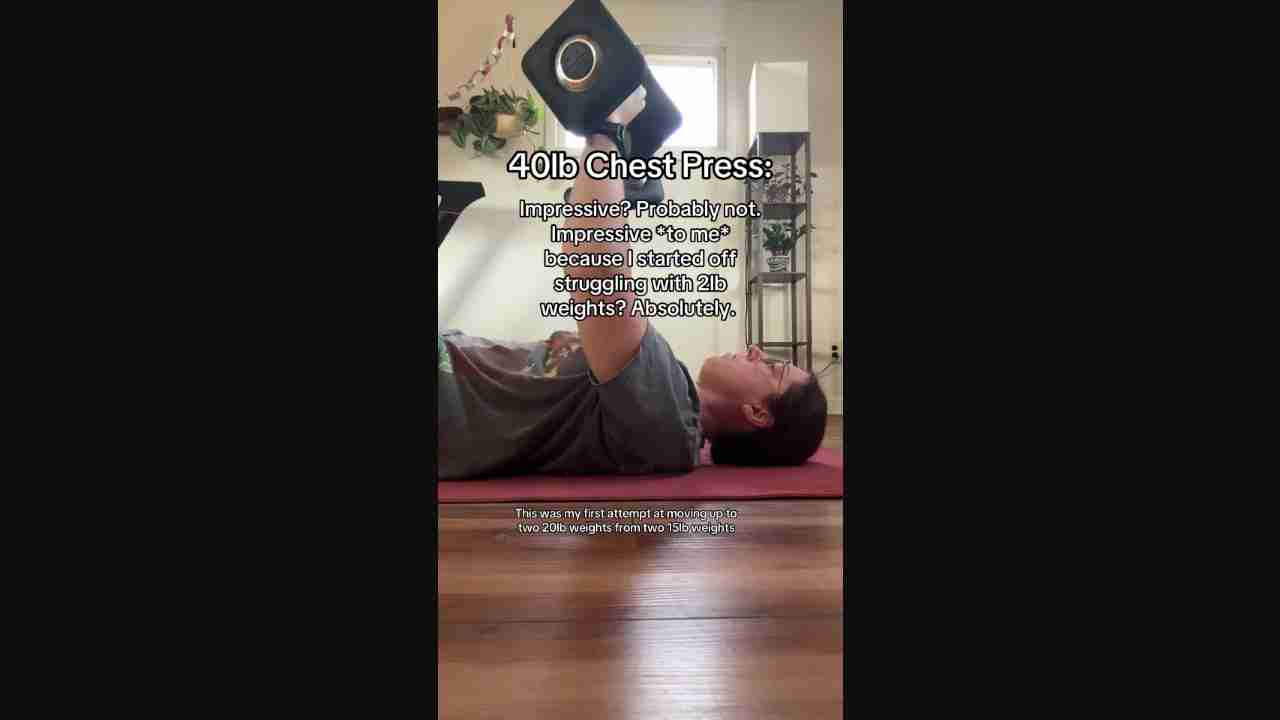 40lb Chest Press:
Impressive? Probably not.
Impressive *to me*
because I started off
struggling with 2lb
weights? Absolutely.
This was my first attempt at moving up to
two 20lb weights from two 15lb weights